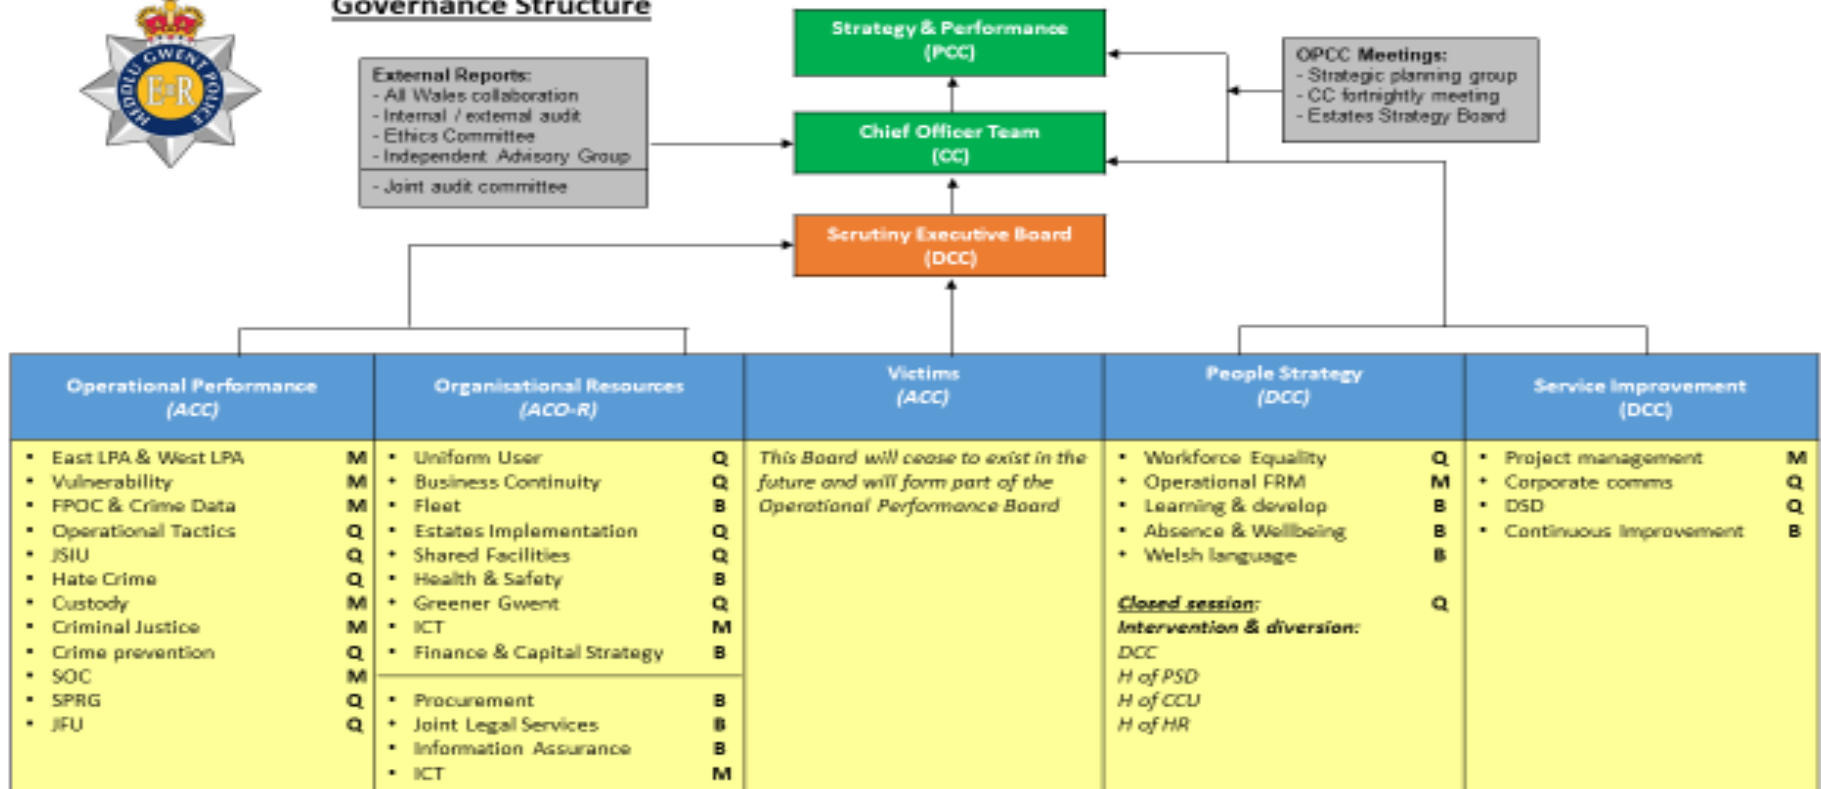 Governance Structure
HEDDLU GWENT POLICE
E R
External Reports:
- All Wales collaboration
- Internal / external audit
- Ethics Committee
- Independent Advisory Group
- Joint audit committee
Strategy & Performance
(PCC)
Chief Officer Team
(CC)
Scrutiny Executive Board
(DCC)
OPCC Meetings:
- Strategic planning group
- CC fortnightly meeting
- Estates Strategy Board
Operational Performance
(ACC)
• East LPA & West LPA M
• Vulnerability M
• FPOC & Crime Data M
• Operational Tactics Q
• JSIU Q
• Hate Crime Q
• Custody M
• Criminal Justice M
• Crime prevention Q
• SOC M
• SPRG Q
• JFU Q
Organisational Resources
(ACO-R)
• Uniform User Q
• Business Continuity Q
• Fleet B
• Estates Implementation Q
• Shared Facilities Q
• Health & Safety B
• Greener Gwent Q
• ICT M
• Finance & Capital Strategy B
• Procurement B
• Joint Legal Services B
• Information Assurance B
• ICT M
Victims
(ACC)
This Board will cease to exist in the
future and will form part of the
Operational Performance Board
People Strategy
(DCC)
• Workforce Equality Q
• Operational FRM M
• Learning & develop B
• Absence & Wellbeing B
• Welsh language B
Closed session: Q
Intervention & diversion:
DCC
H of PSD
H of CCU
H of HR
Service Improvement
(DCC)
• Project management M
• Corporate comms Q
• DSD Q
• Continuous Improvement B